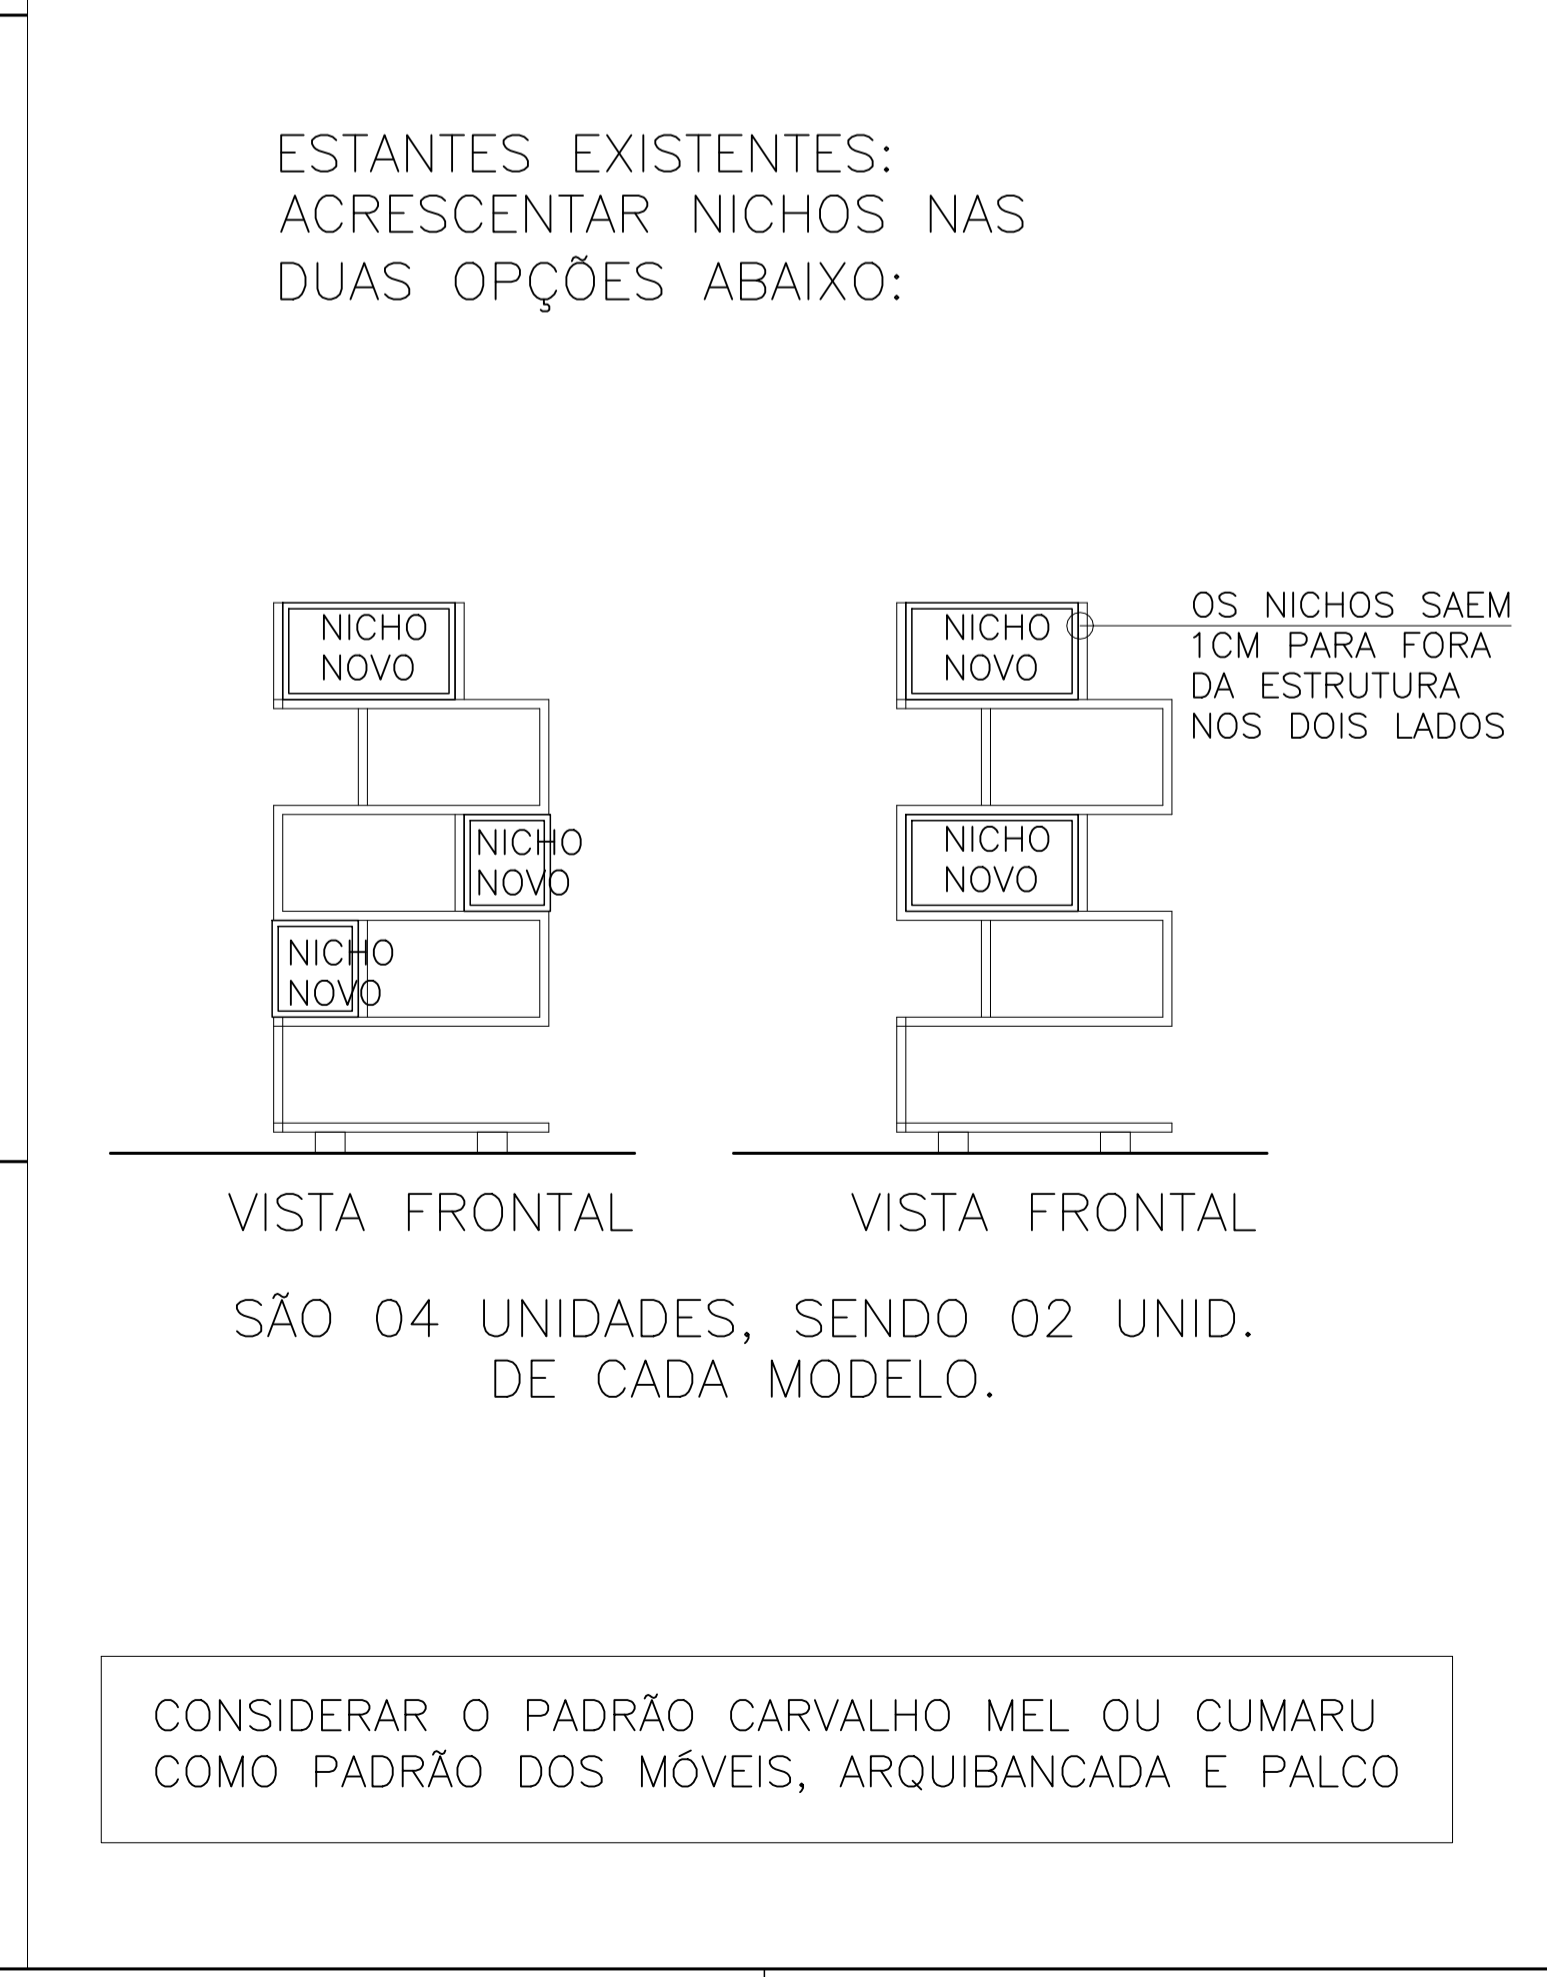 ESTANTES EXISTENTES:
ACRESCENTAR NICHOS NAS
DUAS OPÇÕES ABAIXO:
NICHO
NOVO
NICHO
NOVO
NICHO
NOVO
NICHO
NOVO
NICHO
NOVO
OS NICHOS SAEM
1CM PARA FORA
DA ESTRUTURA
NOS DOIS LADOS
VISTA FRONTAL
VISTA FRONTAL
SÃO 04 UNIDADES, SENDO 02 UNID.
DE CADA MODELO.
CONSIDERAR O PADRÃO CARVALHO MEL OU CUMARU
COMO PADRÃO DOS MÓVEIS, ARQUIBANCADA E PALCO